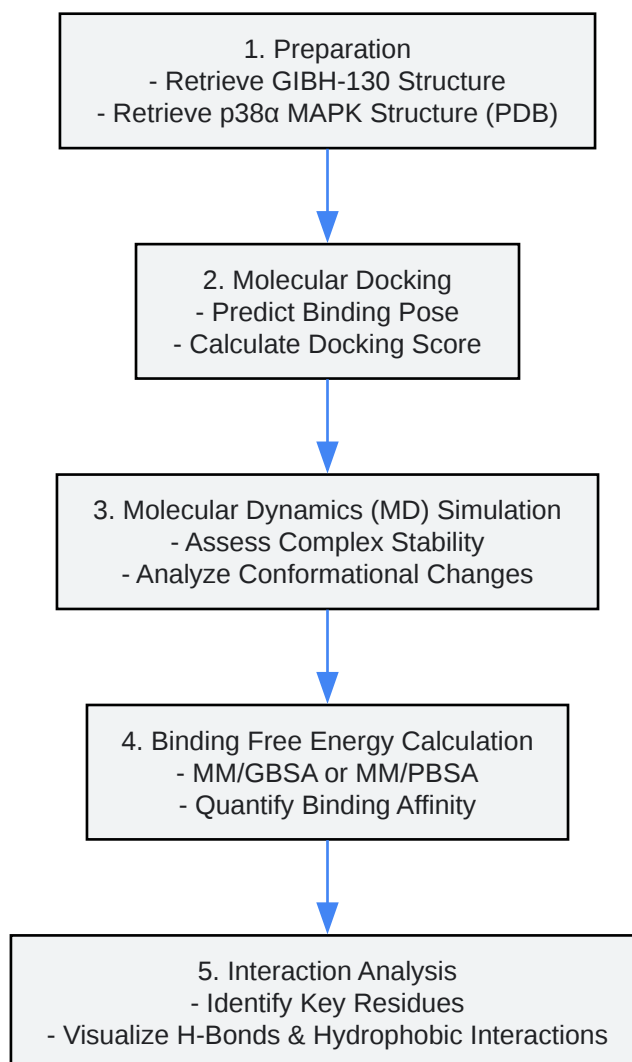 1. Preparation
- Retrieve GIBH-130 Structure
- Retrieve p38α MAPK Structure (PDB)
2. Molecular Docking
- Predict Binding Pose
- Calculate Docking Score
3. Molecular Dynamics (MD) Simulation
- Assess Complex Stability
- Analyze Conformational Changes
4. Binding Free Energy Calculation
- MM/GBSA or MM/PBSA
- Quantify Binding Affinity
5. Interaction Analysis
- Identify Key Residues
- Visualize H-Bonds & Hydrophobic Interactions